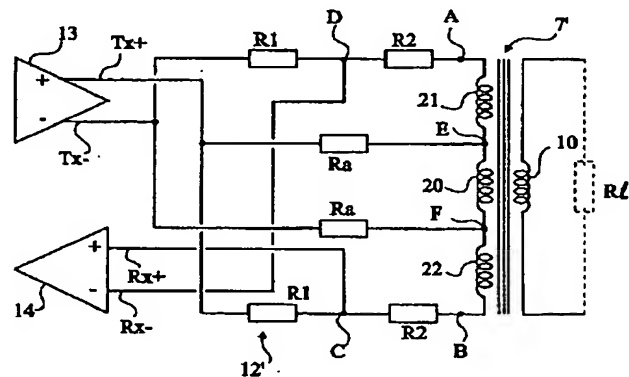 13
Tx+
D
A
7'
R1
R2
+
-
21
E
10
Tx-
Ra
20
Rℓ
Ra
F
+
-
22
Rx+
14
Rx-
R1
R2
12'
C
B